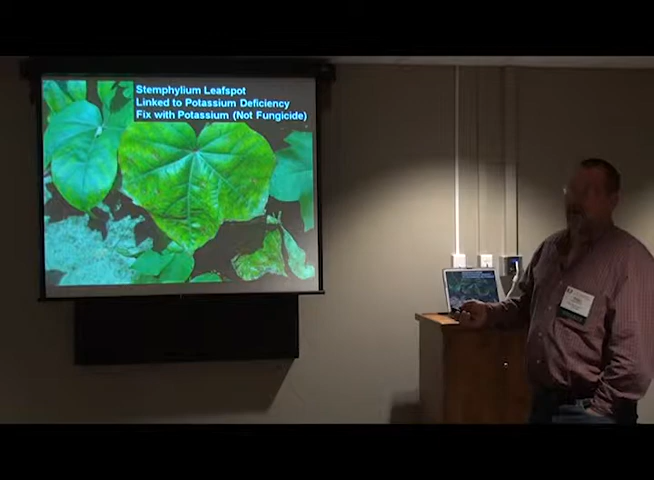 Stemphylium Leafspot
Linked to Potassium Deficiency
Fix with Potassium (Not Fungicide)